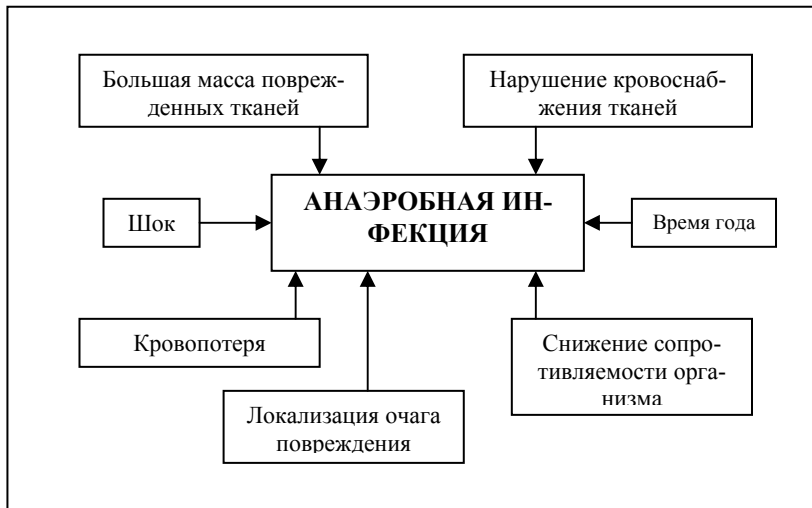 Большая масса повреж-
денных тканей
Нарушение кровоснаб-
жения тканей
АНАЭРОБНАЯ ИН-
ФЕКЦИЯ
Шок
Время года
Кровопотеря
Снижение сопро-
тивляемости орга-
низма
Локализация очага
повреждения